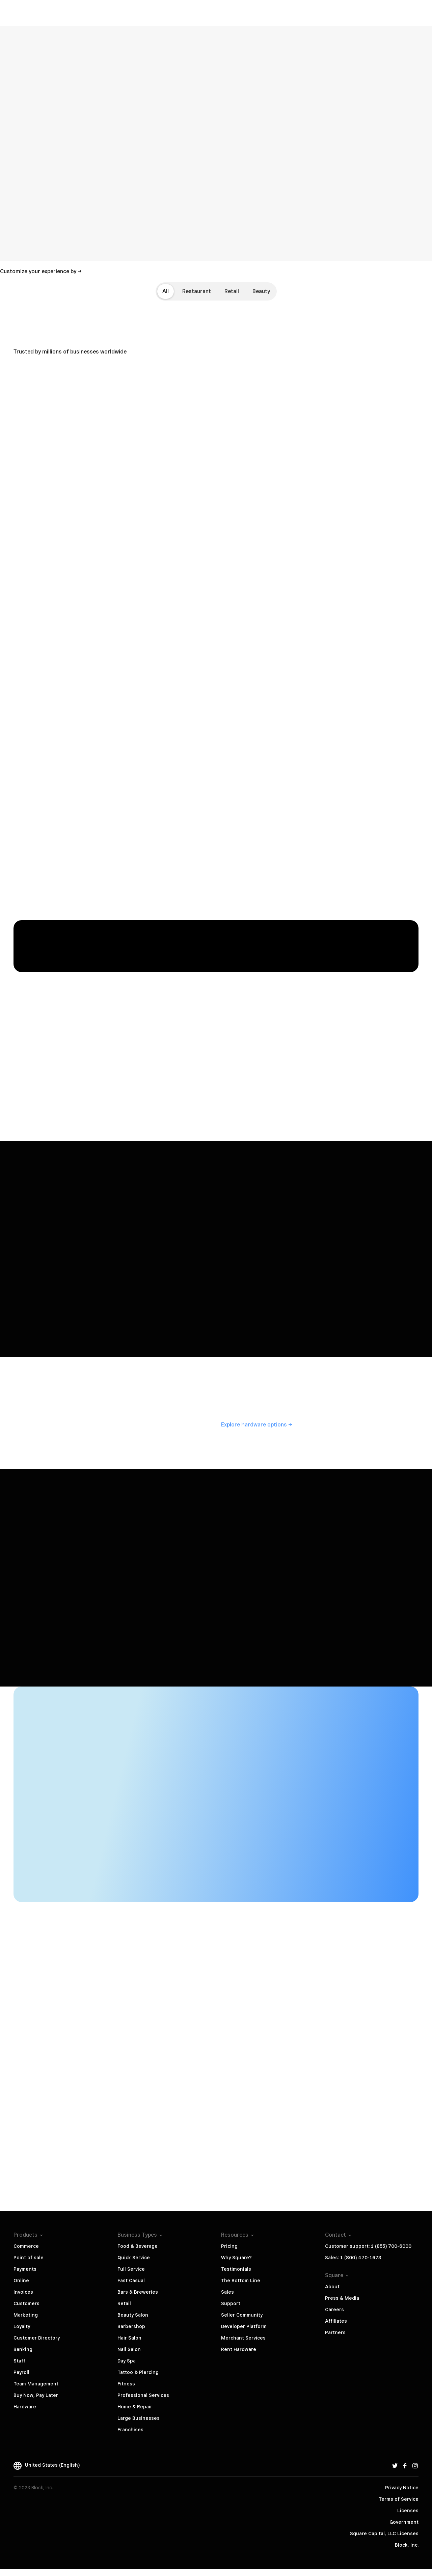 Customize your experience by →
All Restaurant Retail Beauty
Trusted by millions of businesses worldwide
Explore hardware options →
Products
Commerce
Point of sale
Payments
Online
Invoices
Customers
Marketing
Loyalty
Customer Directory
Banking
Staff
Payroll
Team Management
Buy Now, Pay Later
Hardware
Business Types
Food & Beverage
Quick Service
Full Service
Fast Casual
Bars & Breweries
Retail
Beauty Salon
Barbershop
Hair Salon
Nail Salon
Day Spa
Tattoo & Piercing
Fitness
Professional Services
Home & Repair
Large Businesses
Franchises
Resources
Pricing
Why Square?
Testimonials
The Bottom Line
Sales
Support
Seller Community
Developer Platform
Merchant Services
Rent Hardware
Contact
Customer support: 1 (855) 700-6000
Sales: 1 (800) 470-1673
Square
About
Press & Media
Careers
Affiliates
Partners
United States (English)
© 2022 Block, Inc.
Privacy Notice
Terms of Service
Licenses
Government
Square Capital, LLC Licenses
Block, Inc.